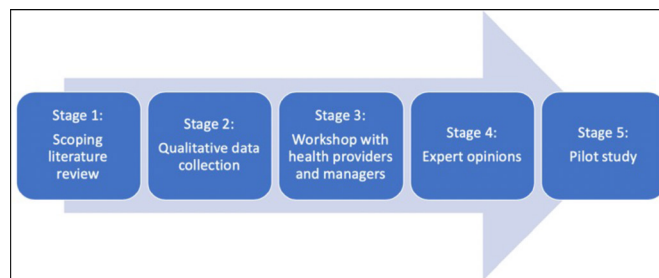 Stage 1:
Scoping
literature
review
Stage 2:
Qualitative data
collection
Stage 3:
Workshop with
health providers
and managers
Stage 4:
Expert opinions
Stage 5:
Pilot study